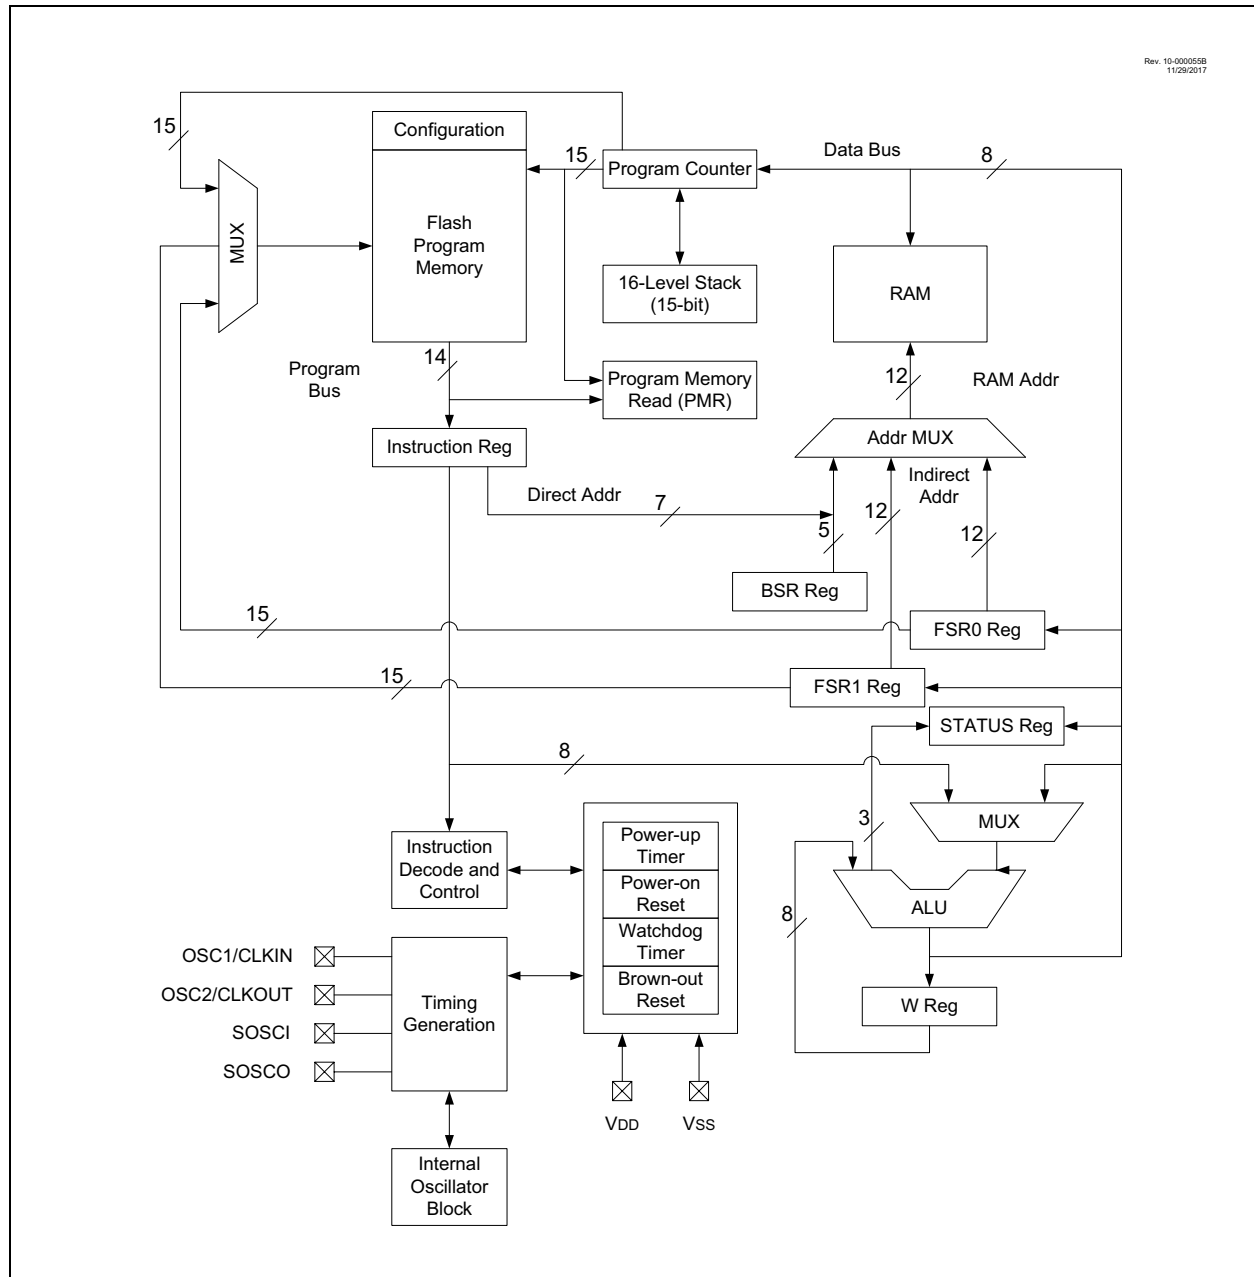 Rev. 10-000055B
11/29/2017
15
Configuration
15
Program Counter
Data Bus
8
MUX
Flash
Program
Memory
16-Level Stack
(15-bit)
RAM
Program
Bus
14
Program Memory
Read (PMR)
12
RAM Addr
Instruction Reg
Addr MUX
Direct Addr
7
Indirect
Addr
5
12
12
BSR Reg
15
FSR0 Reg
15
FSR1 Reg
STATUS Reg
8
3
MUX
Power-up
Timer
Instruction
Decode and
Control
Power-on
Reset
ALU
8
Watchdog
Timer
Brown-out
Reset
W Reg
OSC1/CLKIN
OSC2/CLKOUT
SOSCI
SOSCO
Timing
Generation
VDD
VSS
Internal
Oscillator
Block